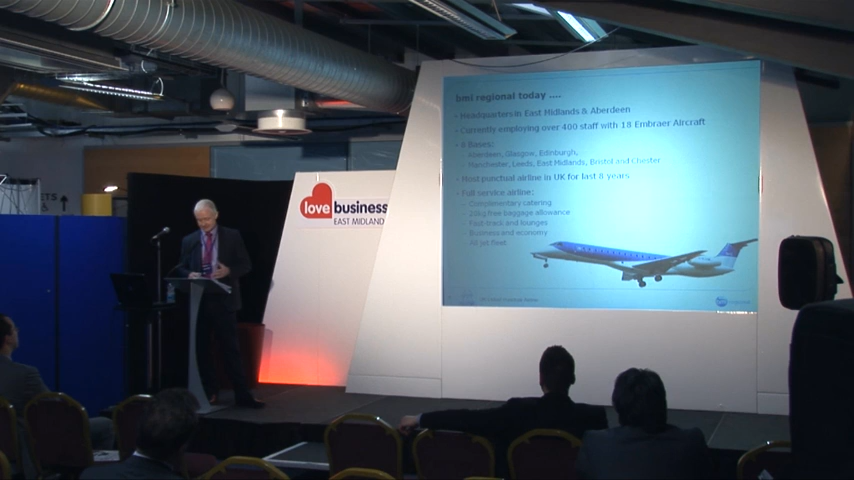 bmi regional today ....
Headquarters in East Midlands & Aberdeen
Currently employing over 400 staff with 18 Embraer Aircraft
Bases:
Aberdeen, Glasgow, Edinburgh,
Manchester, Leeds, East Midlands, Bristol and Chester
Most punctual airline in UK for last 8 years
Full service airline:
Complementary catering
20kg free baggage allowance
Fast track and lounges
Business and economy
All jet fleet
love business
EAST MIDLANDS